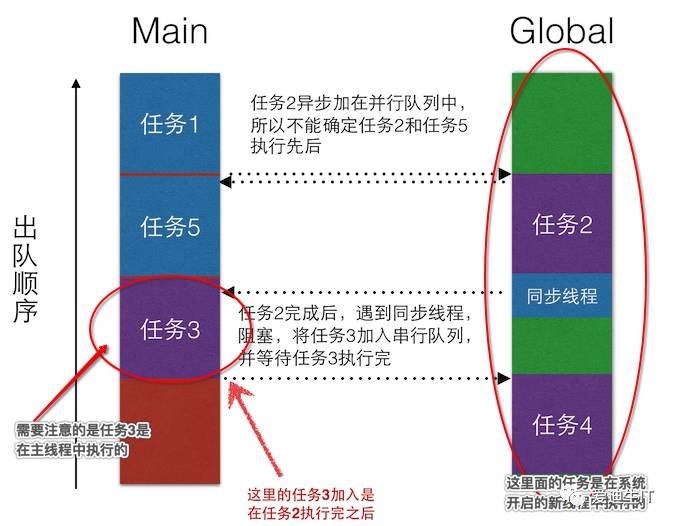 Main
Global
任务1
任务2异步加在并行队列中,
所以不能确定任务2和任务5
执行先后
出队顺序
任务5
任务2
同步线程
任务3
任务2完成后，遇到同步线程，
阻塞，将任务3加入串行队列，
并等待任务3执行完
任务4
需要注意的是任务3是
在主线程中执行的
这里的任务3加入是
在任务2执行完之后
这里面的任务是在系统
开启的新线程中执行的